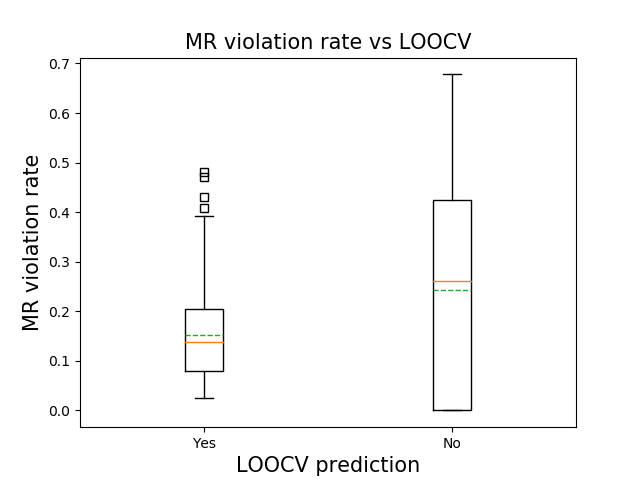 MR violation rate vs LOOCV
0.7
0.6
0.5
0.4
0.3
0.2
0.1
0.0
MR violation rate
Yes
No
LOOCV prediction